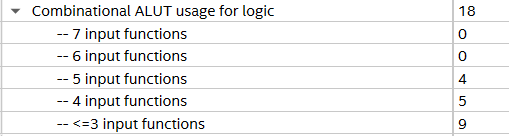 Combinational ALUT usage for logic 18
-- 7 input functions 0
-- 6 input functions 0
-- 5 input functions 4
-- 4 input functions 5
-- <=3 input functions 9